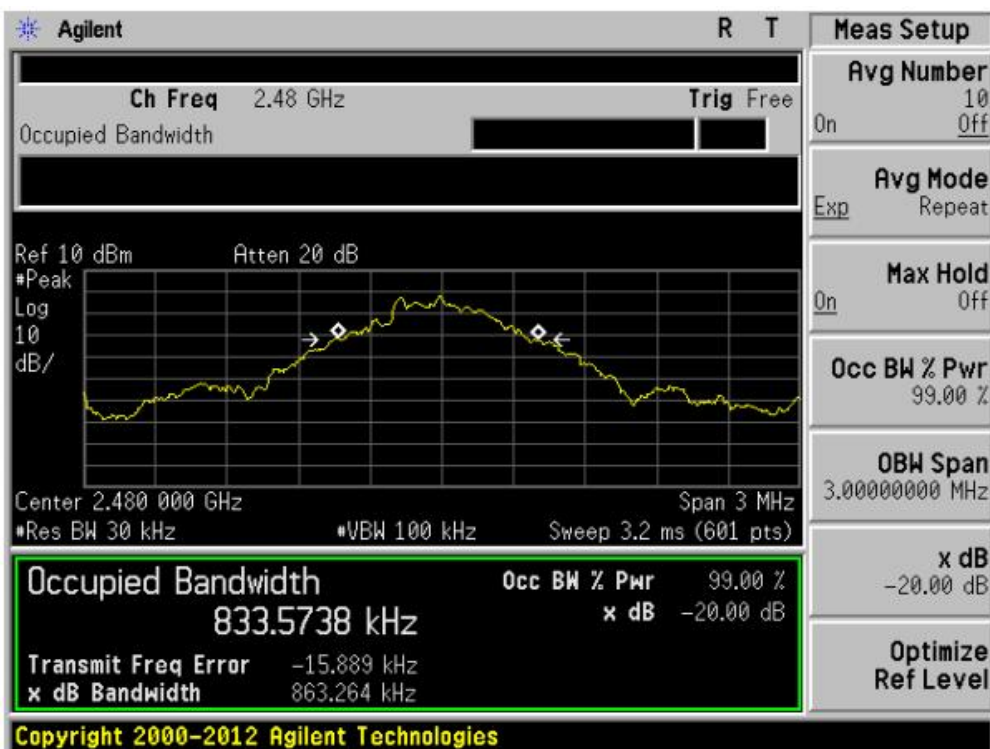 Agilent R T
Ch Freq 2.48 GHz Trig Free
Occupied Bandwidth
Ref 10 dBm Atten 20 dB
#Peak
Log
10
dB/
Center 2.480 000 GHz Span 3 MHz
#Res BW 30 kHz #VBW 100 kHz Sweep 3.2 ms (601 pts)
Occupied Bandwidth
833.5738 kHz
Occ BW % Pwr 99.00 %
x dB -20.00 dB
Transmit Freq Error -15.889 kHz
x dB Bandwidth 863.264 kHz
Copyright 2000-2012 Agilent Technologies
Meas Setup
Avg Number
10
On Off
Avg Mode
Exp Repeat
Max Hold
On Off
Occ BW % Pwr
99.00 %
OBW Span
3.00000000 MHz
x dB
-20.00 dB
Optimize
Ref Level